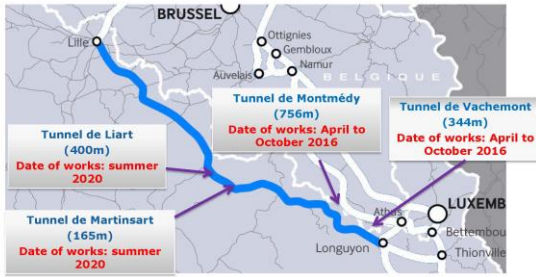 BRUSSEL
Lille
Ottignies
Gembloux
Auvelais
Namur
BELGIQUE
Tunnel de Montmédy
(756m)
Date of works: April to
October 2016
Tunnel de Vachemont
(344m)
Date of works: April to
October 2016
Tunnel de Liart
(400m)
Date of works: summer
2020
Tunnel de Martinsart
(165m)
Date of works: summer
2020
Athus
LUXEMB
Bettembou
Longuyon
Thionville